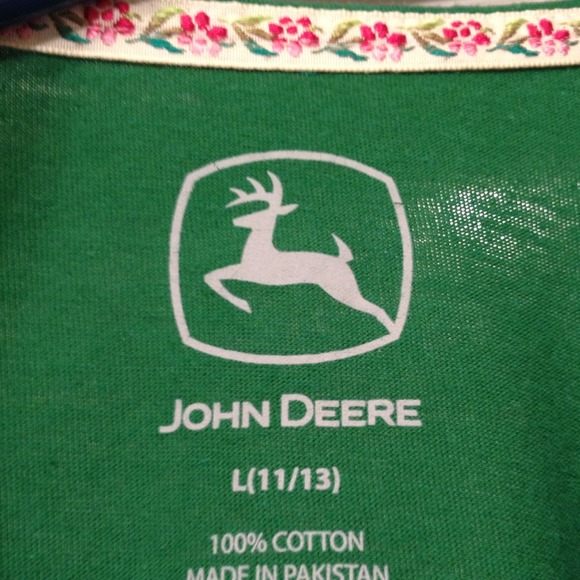 JOHN DEERE
L(11/13)
100% COTTON
MADE IN PAKISTAN